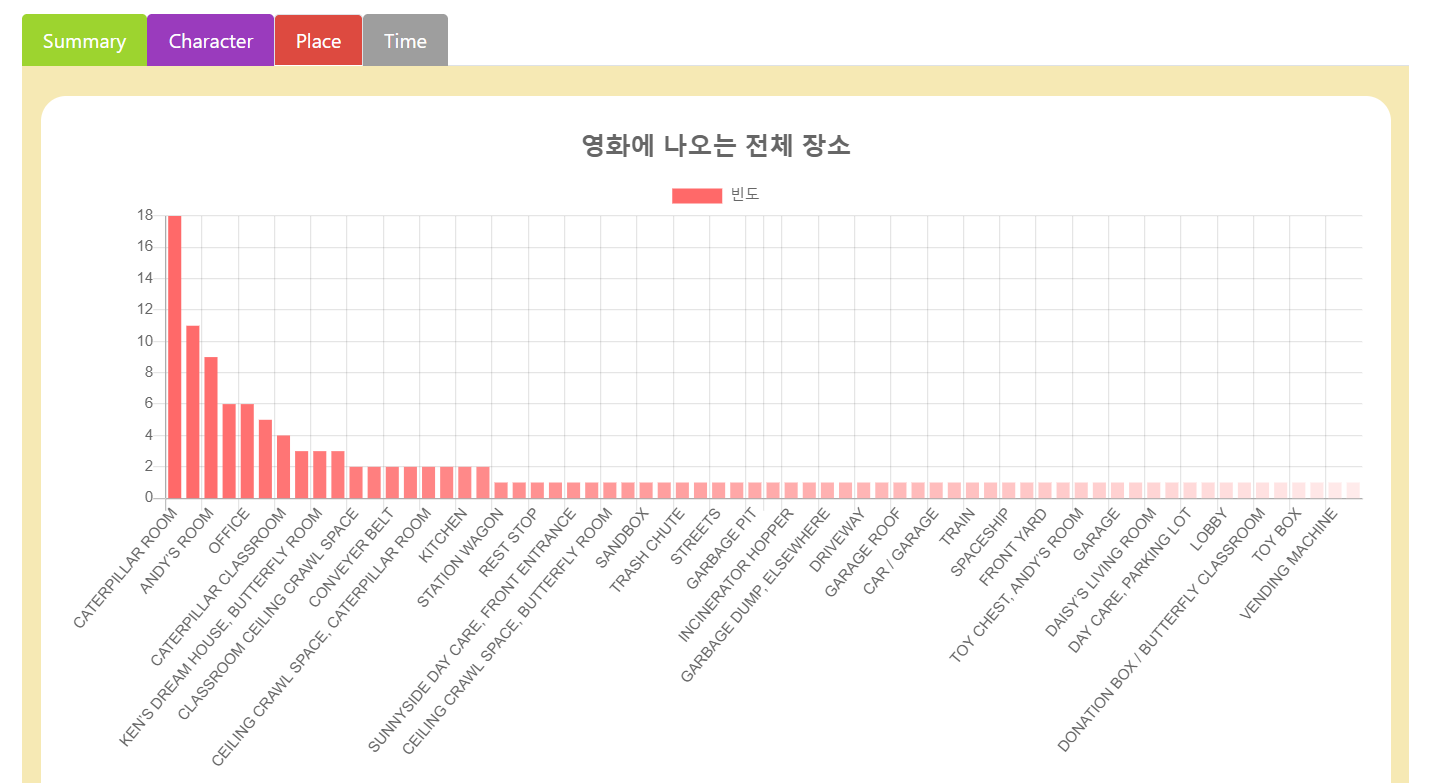 Summary
Character
Place
Time
영화에 나오는 전체 장소
빈도
18
16
14
12
10
8
6
4
2
0
CATERPILLAR ROOM
ANDY'S ROOM
OFFICE
CATERPILLAR CLASSROOM
KEN'S DREAM HOUSE, BUTTERFLY ROOM
CLASSROOM CEILING CRAWL SPACE
CONVEYER BELT
CEILING CRAWL SPACE, CATERPILLAR ROOM
KITCHEN
STATION WAGON
REST STOP
SUNNYSIDE DAY CARE, FRONT ENTRANCE
CEILING CRAWL SPACE, BUTTERFLY ROOM
SANDBOX
TRASH CHUTE
STREETS
GARBAGE PIT
INCINERATOR HOPPER
GARBAGE DUMP, ELSEWHERE
DRIVEWAY
GARAGE ROOF
CAR / GARAGE
TRAIN
SPACESHIP
FRONT YARD
TOY CHEST, ANDY'S ROOM
GARAGE
DAISY'S LIVING ROOM
DAY CARE, PARKING LOT
LOBBY
DONATION BOX / BUTTERFLY CLASSROOM
TOY BOX
VENDING MACHINE